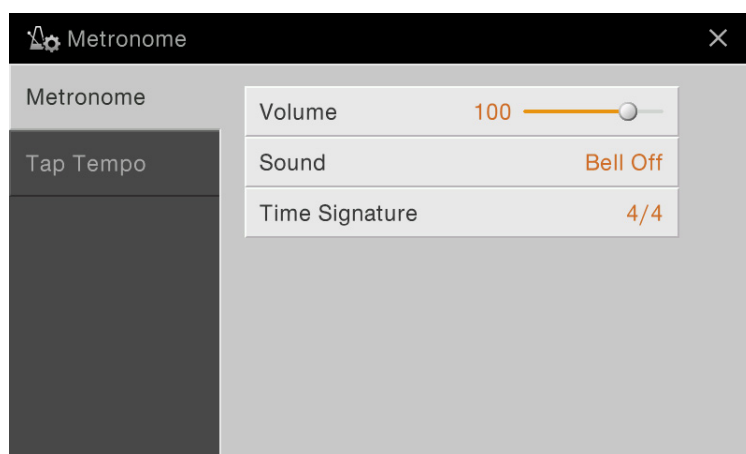 Metronome
Metronome
Tap Tempo
Volume 100
Sound Bell Off
Time Signature 4/4